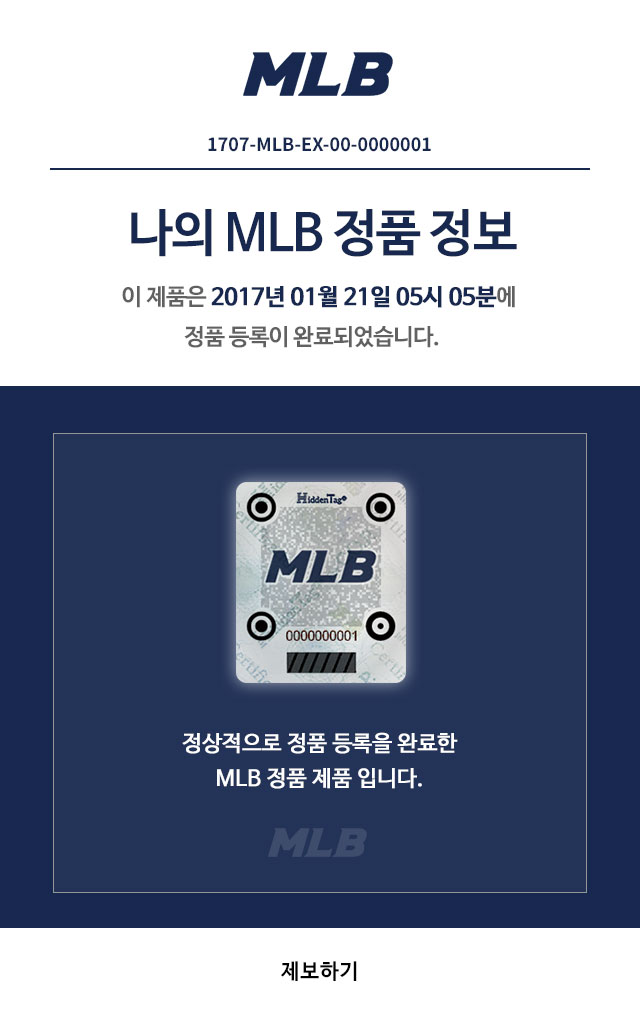 MLB
1707-MLB-EX-00-0000001
나의 MLB 정품 정보
이 제품은 2017년 01월 21일 05시 05분에
정품 등록이 완료되었습니다.
HiddenTag
MLB
0000000001
정상적으로 정품 등록을 완료한
MLB 정품 제품 입니다.
MLB
제보하기